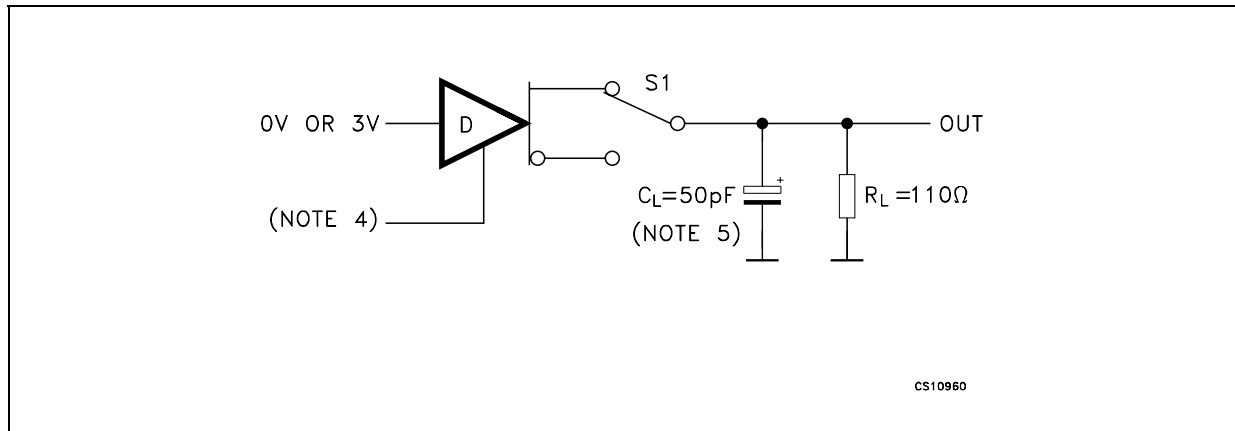 S1
0V OR 3V
D
OUT
CL=50pF
+
RL=110Ω
(NOTE 4)
(NOTE 5)
CS10960